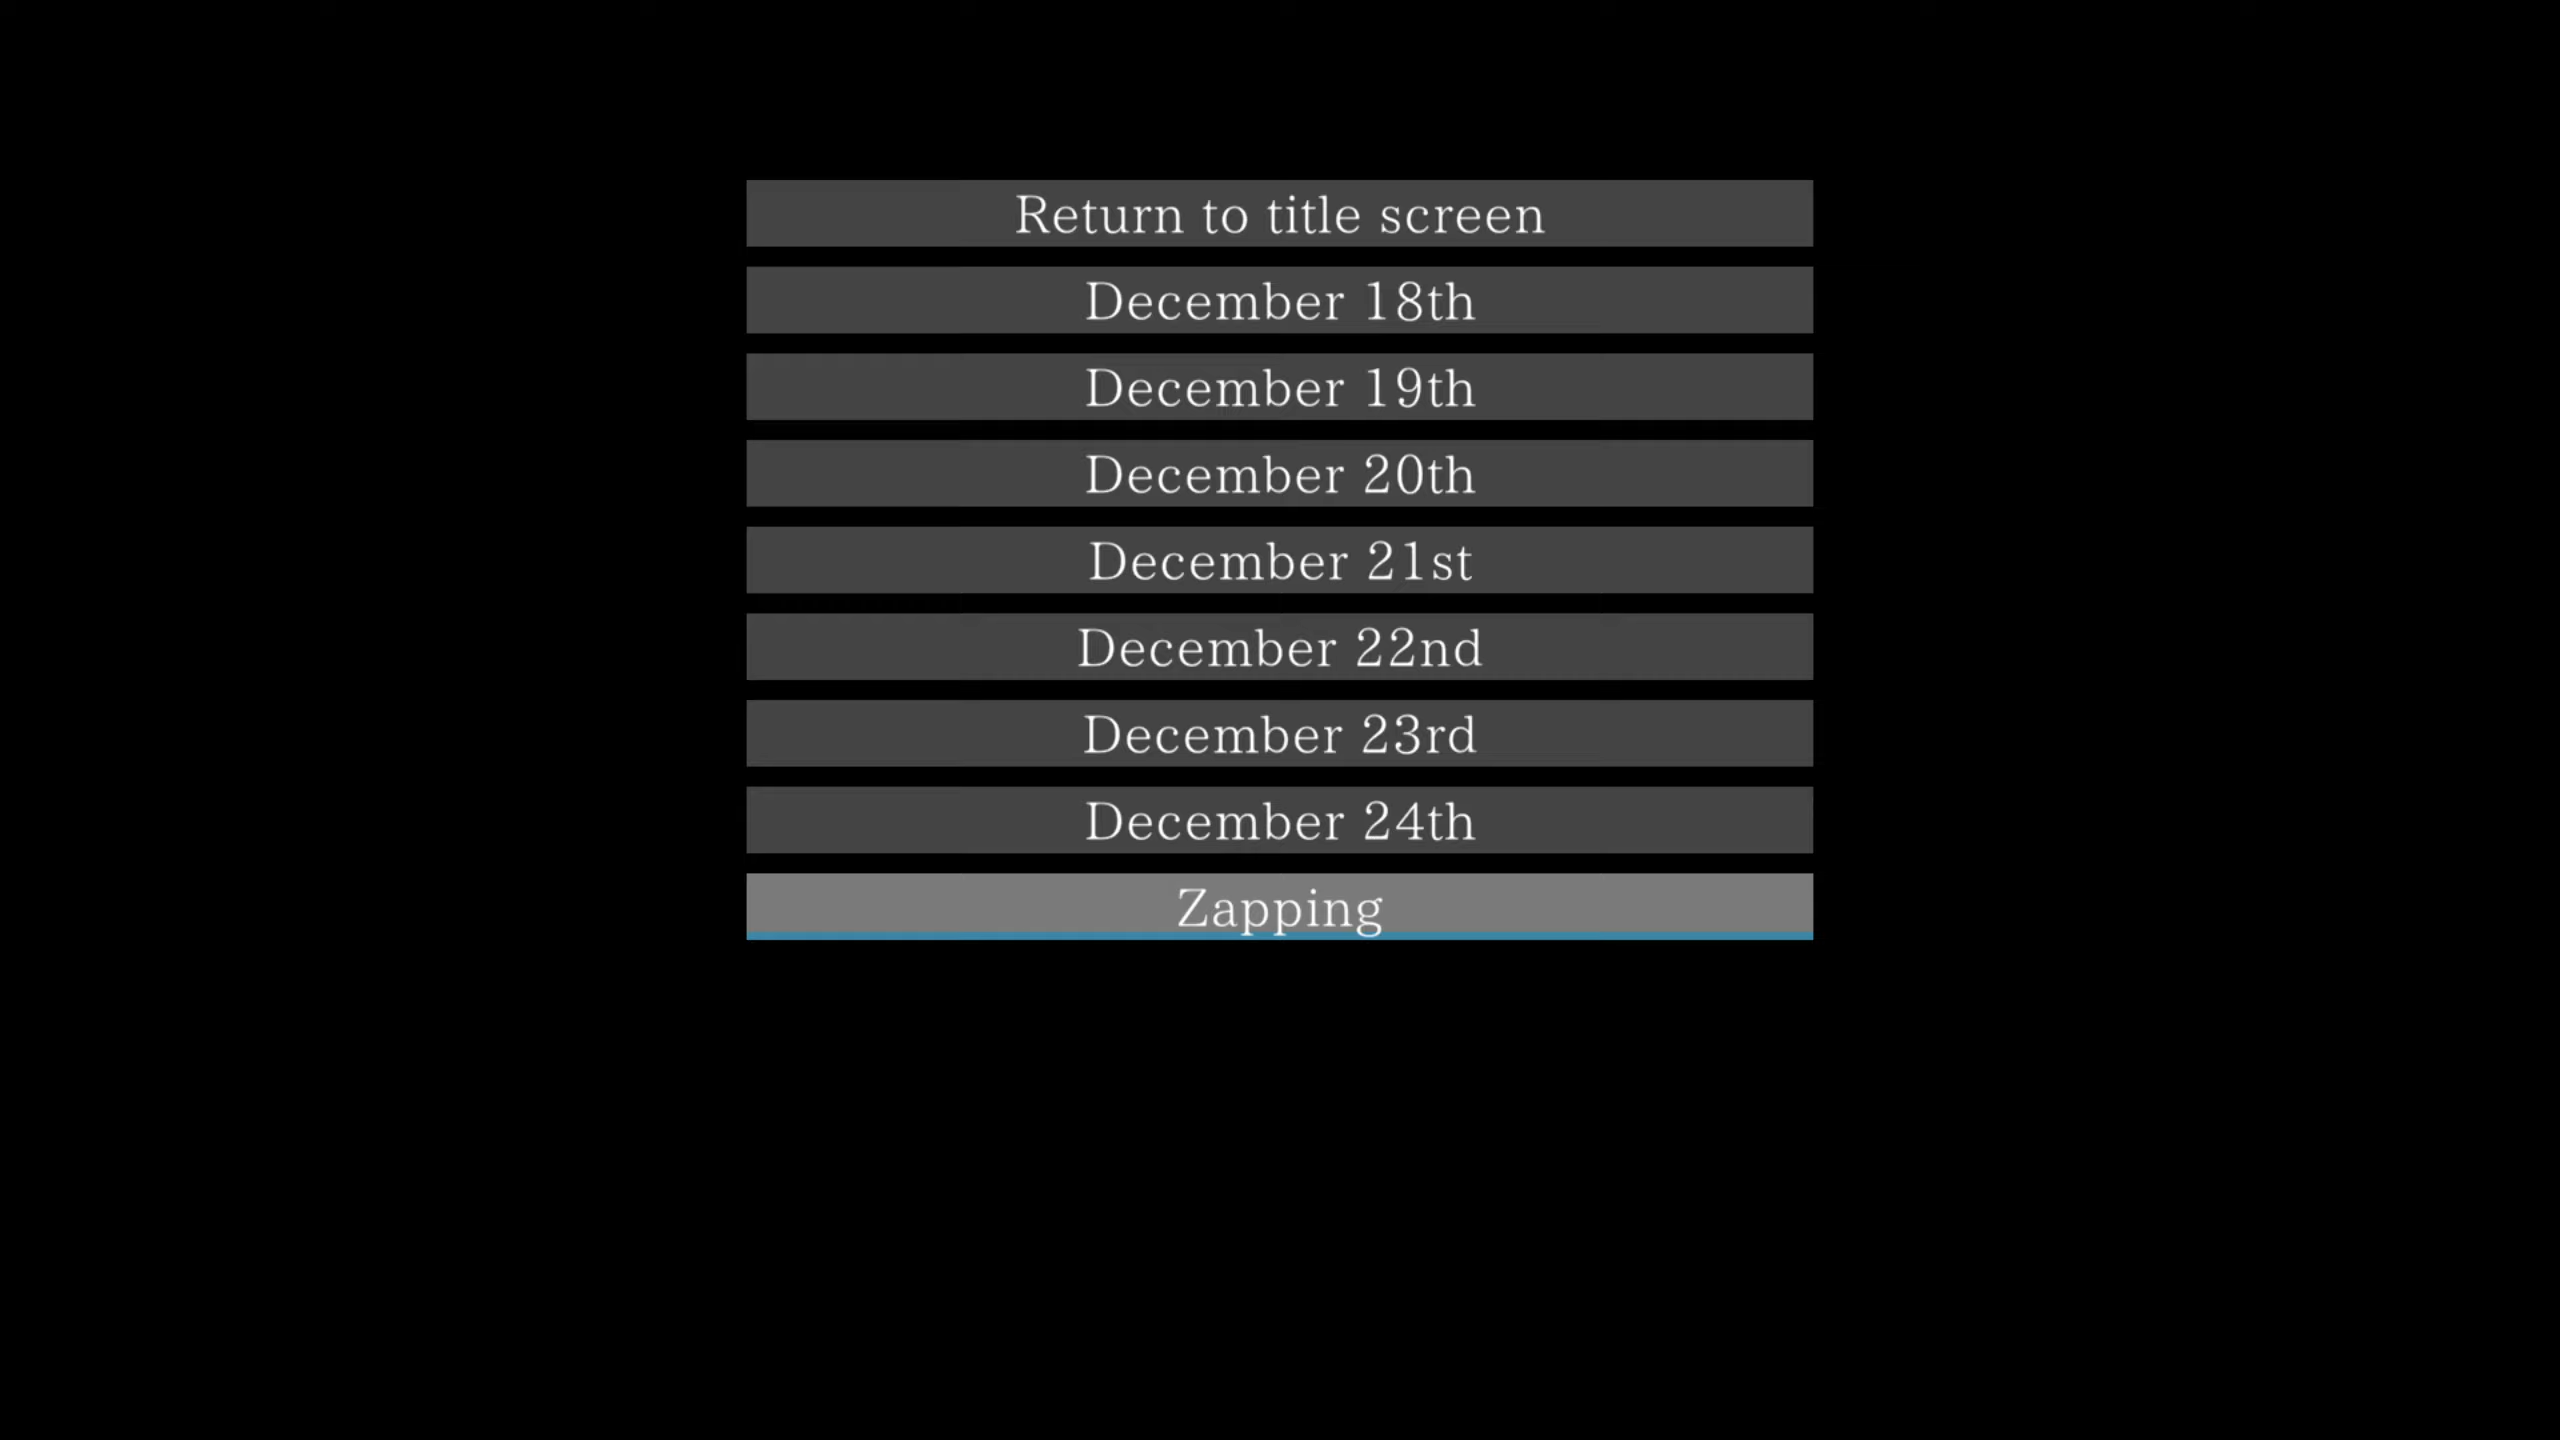 Return to title screen
December 18th
December 19th
December 20th
December 21st
December 22nd
December 23rd
December 24th
Zapping